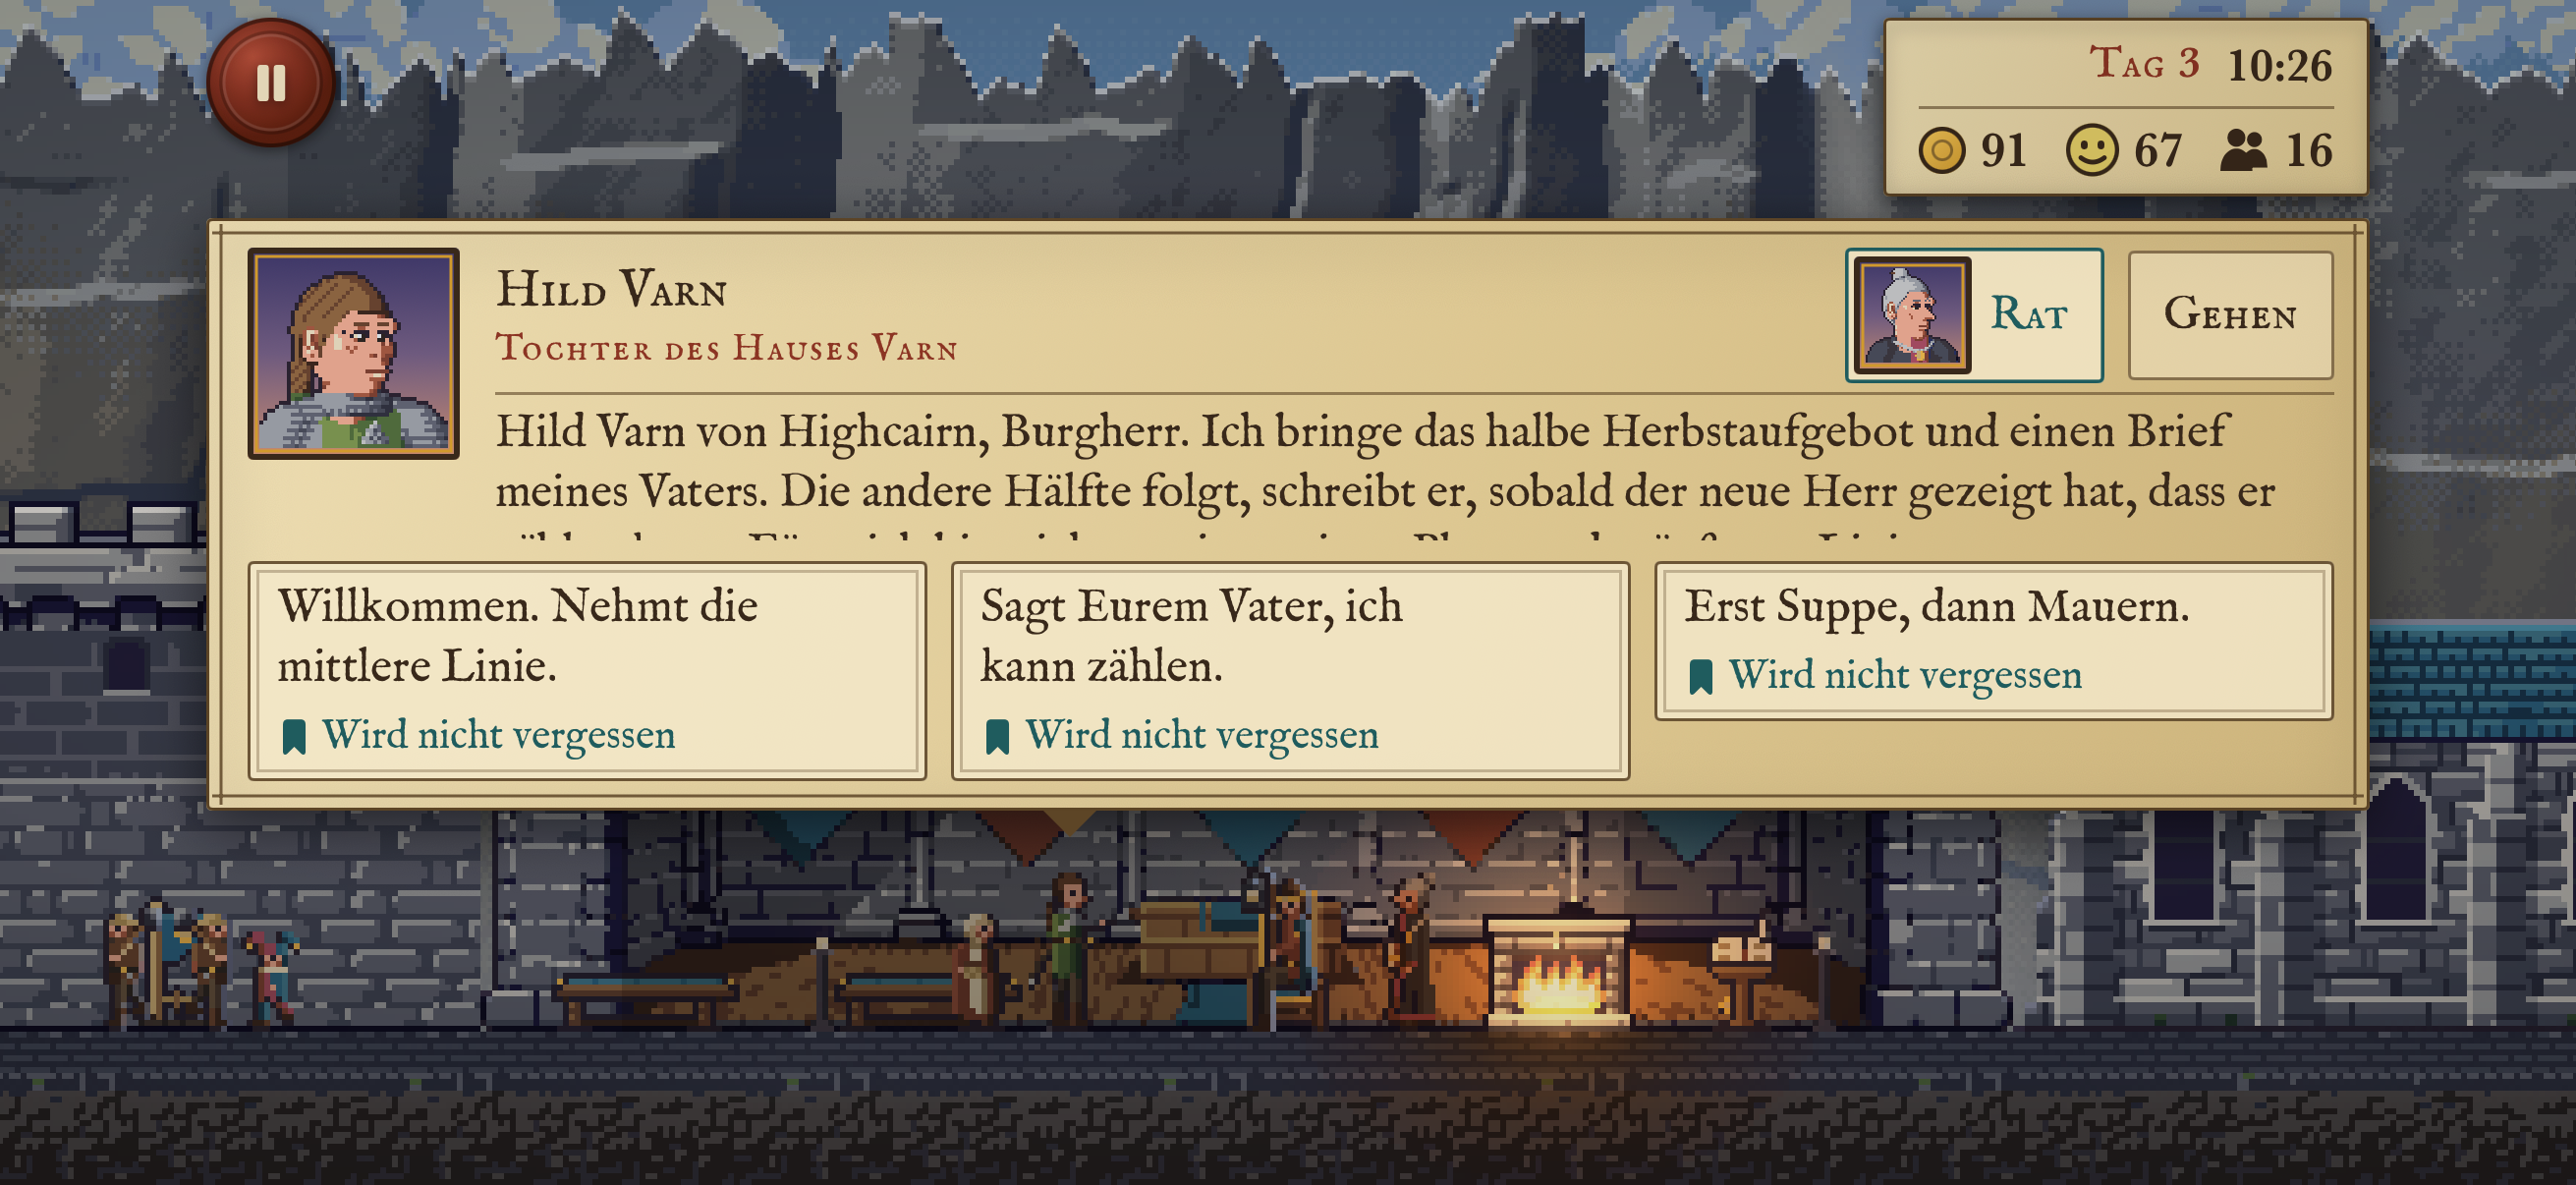 Tag 3 10:26
91 67 16
Hild Varn
Tochter des Hauses Varn
Rat
Gehen
Hild Varn von Highcairn, Burgherr. Ich bringe das halbe Herbstaufgebot und einen Brief
meines Vaters. Die andere Hälfte folgt, schreibt er, sobald der neue Herr gezeigt hat, dass er
Willkommen. Nehmt die
mittlere Linie.
Wird nicht vergessen
Sagt Eurem Vater, ich
kann zählen.
Wird nicht vergessen
Erst Suppe, dann Mauern.
Wird nicht vergessen